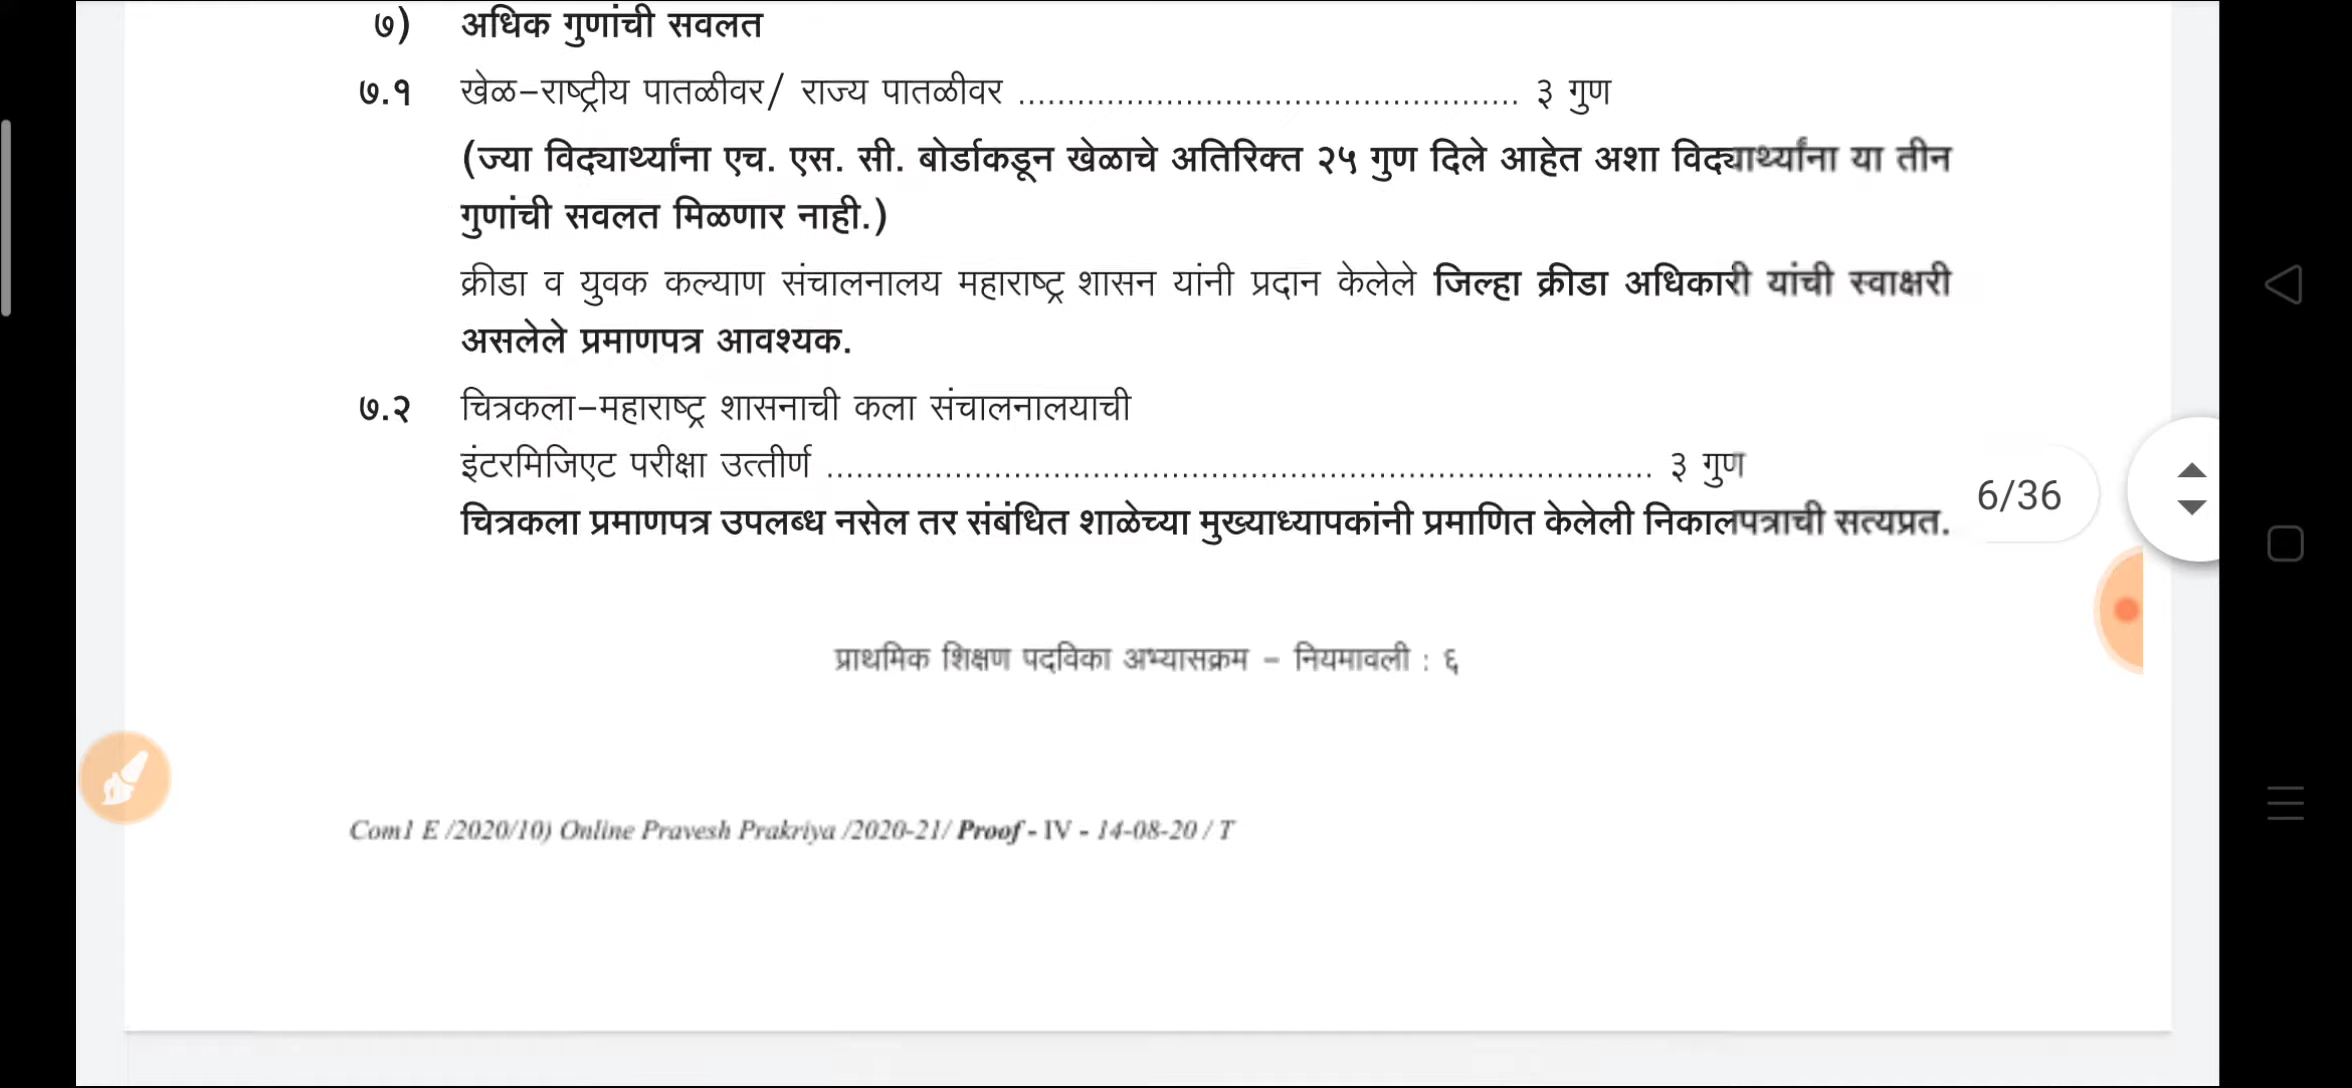 ७) अधिक गुणांची सवलत
७.१ खेळ–राष्ट्रीय पातळीवर/ राज्य पातळीवर .................................................. ३ गुण
(ज्या विद्यार्थ्यांना एच. एस. सी. बोर्डाकडून खेळाचे अतिरिक्त २५ गुण दिले आहेत अशा विद्यार्थ्यांना या तीन
गुणांची सवलत मिळणार नाही.)
क्रीडा व युवक कल्याण संचालनालय महाराष्ट्र शासन यांनी प्रदान केलेले जिल्हा क्रीडा अधिकारी यांची स्वाक्षरी
असलेले प्रमाणपत्र आवश्यक.
७.२ चित्रकला–महाराष्ट्र शासनाची कला संचालनालयाची
इंटरमिजिएट परीक्षा उत्तीर्ण .................................................................................. ३ गुण
चित्रकला प्रमाणपत्र उपलब्ध नसेल तर संबंधित शाळेच्या मुख्याध्यापकांनी प्रमाणित केलेली निकालपत्राची सत्यप्रत.
6/36
प्राथमिक शिक्षण पदविका अभ्यासक्रम – नियमावली : ६
Com1 E /2020/10) Online Pravesh Prakriya /2020-21/ Proof - IV - 14-08-20 / T